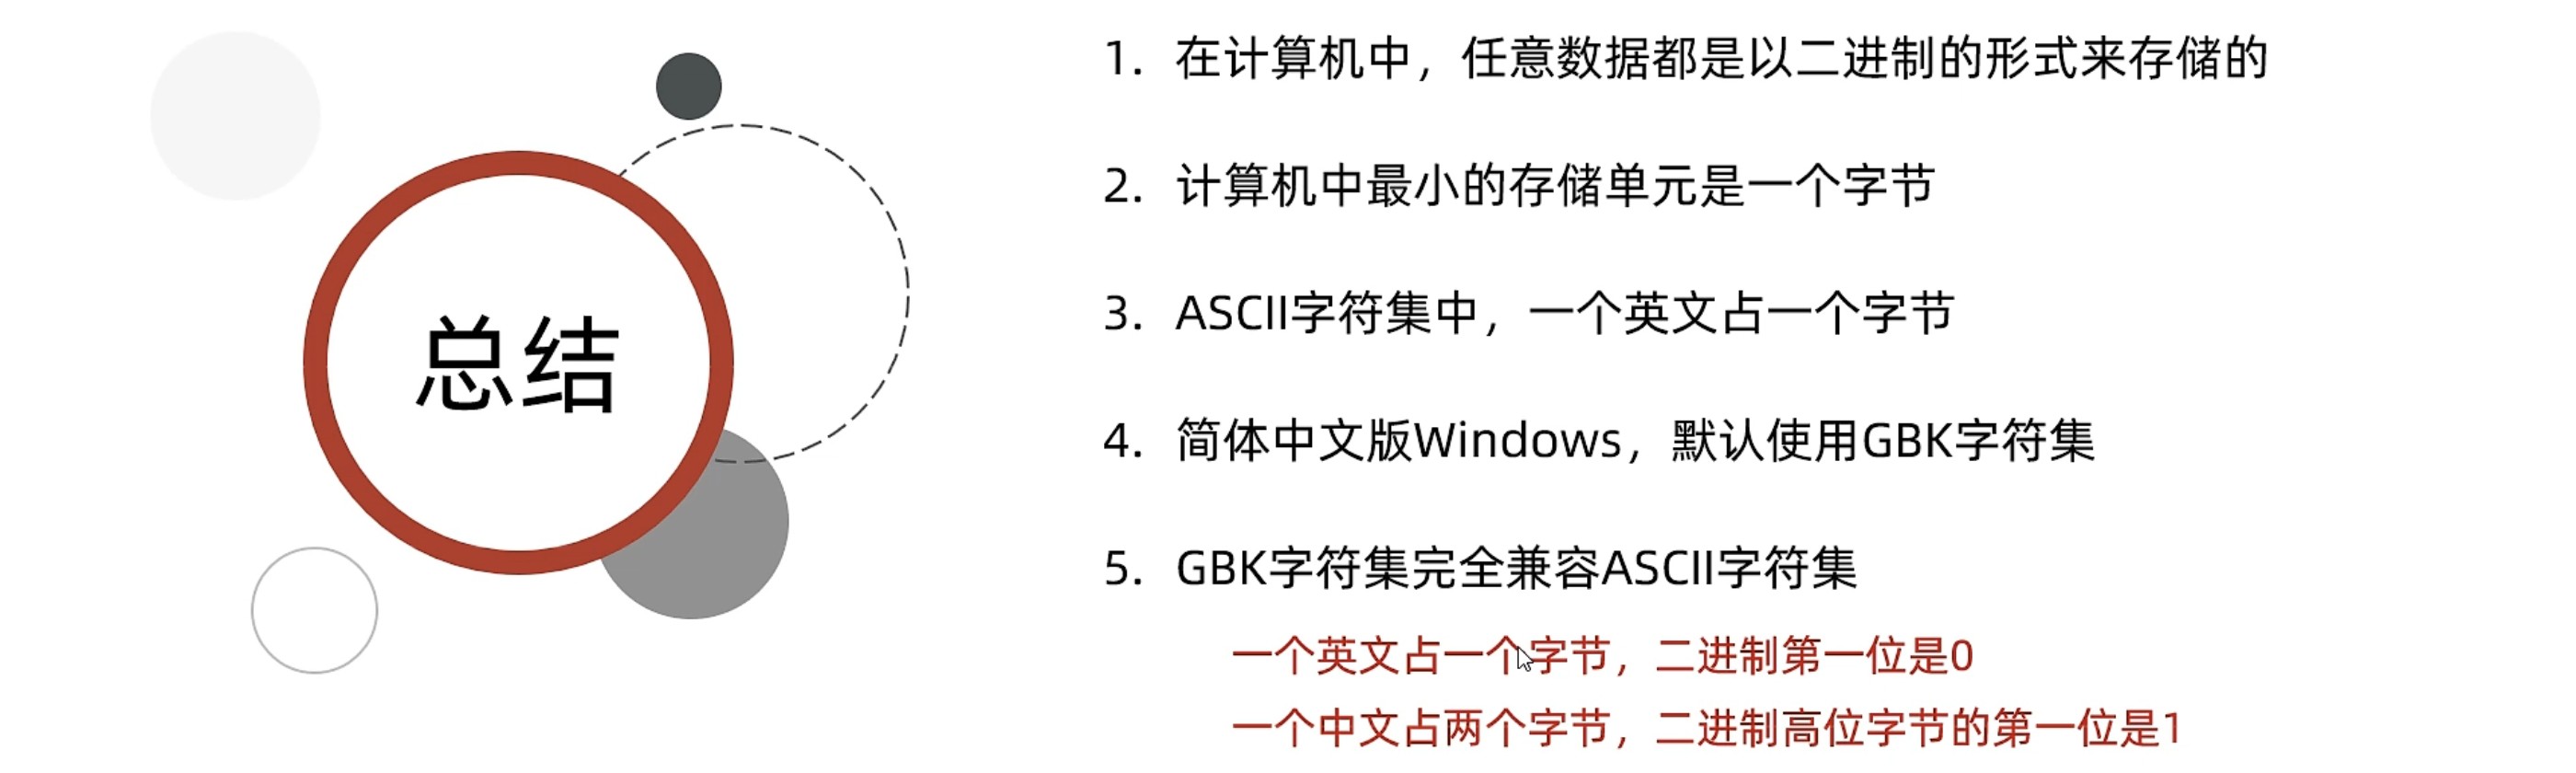 总结
1. 在计算机中，任意数据都是以二进制的形式来存储的
2. 计算机中最小的存储单元是一个字节
3. ASCII字符集中，一个英文占一个字节
4. 简体中文版Windows，默认使用GBK字符集
5. GBK字符集完全兼容ASCII字符集
一个英文占一个字节，二进制第一位是0
一个中文占两个字节，二进制高位字节的第一位是1